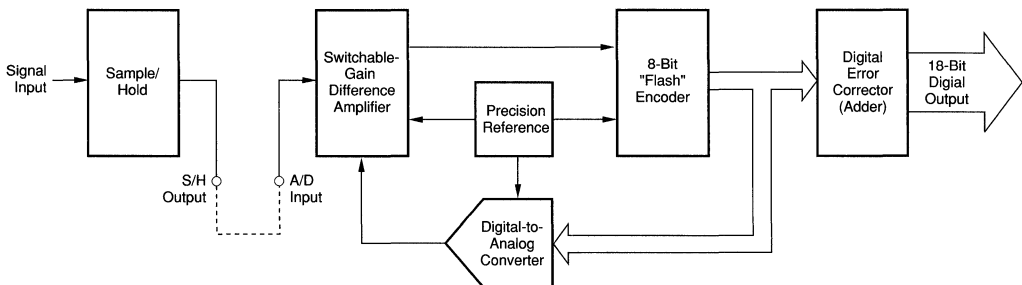 Signal
Input
Sample/
Hold
S/H
Output
A/D
Input
Switchable-
Gain
Difference
Amplifier
Precision
Reference
Digital-to-
Analog
Converter
8-Bit
"Flash"
Encoder
Digital
Error
Corrector
(Adder)
18-Bit
Digial
Output